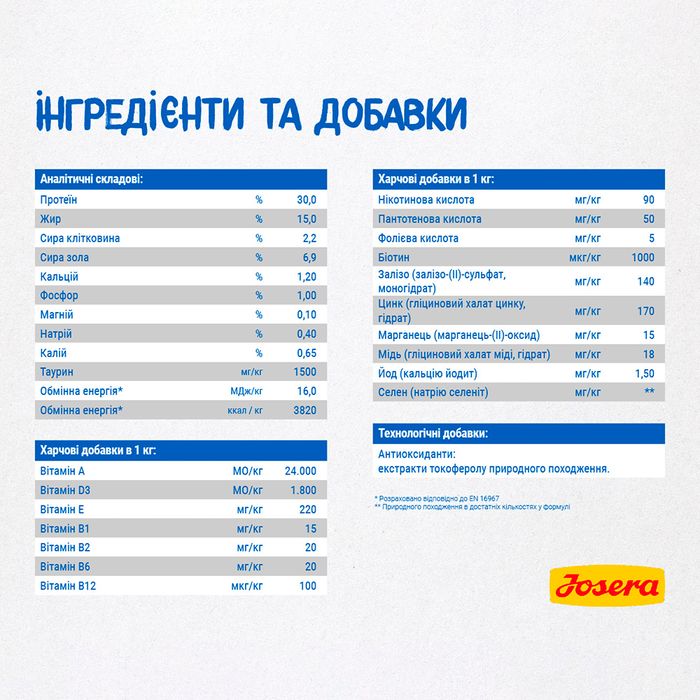 ІНГРЕДІЄНТИ ТА ДОБАВКИ
Аналітичні складові:
Протеїн % 30,0
Жир % 15,0
Сира клітковина % 2,2
Сира зола % 6,9
Кальцій % 1,20
Фосфор % 1,00
Магній % 0,10
Натрій % 0,40
Калій % 0,65
Таурин мг/кг 1500
Обмінна енергія* МДж/кг 16,0
Обмінна енергія* ккал / кг 3820
Харчові добавки в 1 кг:
Вітамін А МО/кг 24.000
Вітамін D3 МО/кг 1.800
Вітамін Е мг/кг 220
Вітамін В1 мг/кг 15
Вітамін В2 мг/кг 20
Вітамін В6 мг/кг 20
Вітамін В12 мкг/кг 100
Харчові добавки в 1 кг:
Нікотинова кислота мг/кг 90
Пантотенова кислота мг/кг 50
Фолієва кислота мг/кг 5
Біотин мкг/кг 1000
Залізо (залізо-(II)-сульфат,
моногідрат) мг/кг 140
Цинк (гліциновий халат цинку,
гідрат) мг/кг 170
Марганець (марганець-(II)-оксид) мг/кг 15
Мідь (гліциновий халат міді, гідрат) мг/кг 18
Йод (кальцію йодит) мг/кг 1,50
Селен (натрію селеніт) мг/кг **
Технологічні добавки:
Антиоксиданти:
екстракти токоферолу природного походження.
* Розраховано відповідно до EN 16967
** Природного походження в достатніх кількостях у формулі
Josera